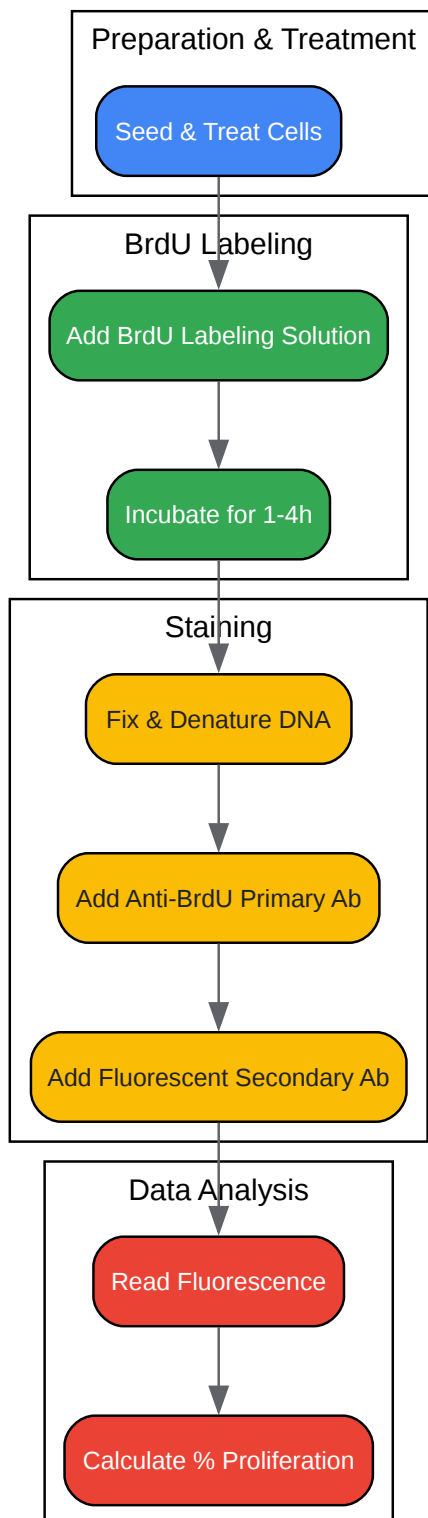 Preparation & Treatment
Seed & Treat Cells
BrdU Labeling
Add BrdU Labeling Solution
Incubate for 1-4h
Staining
Fix & Denature DNA
Add Anti-BrdU Primary Ab
Add Fluorescent Secondary Ab
Data Analysis
Read Fluorescence
Calculate % Proliferation